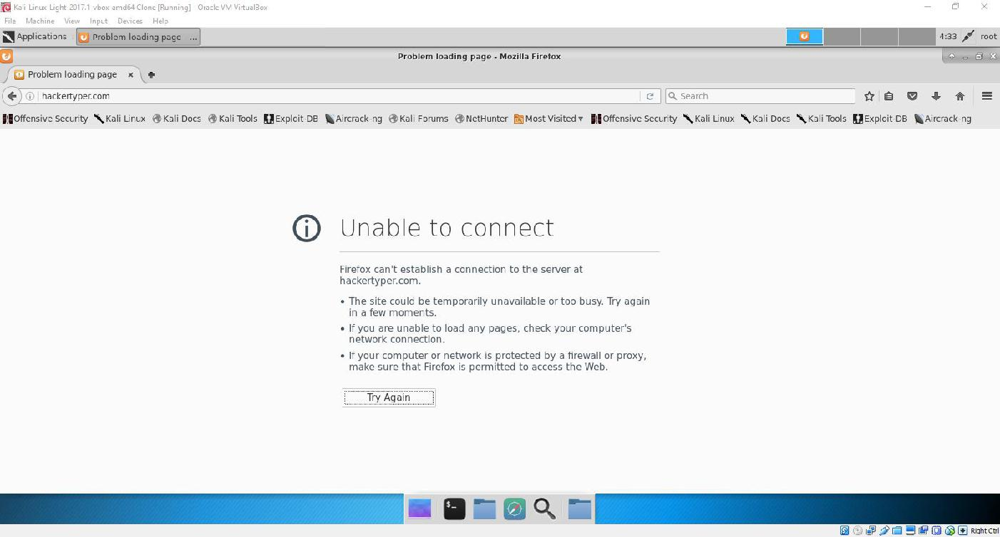 Kali-Linux-Light-2017.1-vbox-amd64 Clone [Running] - Oracle VM VirtualBox
File Machine View Input Devices Help
Applications Problem loading page - ... 4:33 root
Problem loading page - Mozilla Firefox
Problem loading page
hackertyper.com Search
Offensive Security Kali Linux Kali Docs Kali Tools Exploit-DB Aircrack-ng Kali Forums NetHunter Most Visited Offensive Security Kali Linux Kali Docs Kali Tools Exploit-DB Aircrack-ng
Unable to connect
Firefox can't establish a connection to the server at
hackertyper.com.
• The site could be temporarily unavailable or too busy. Try again
in a few moments.
• If you are unable to load any pages, check your computer's
network connection.
• If your computer or network is protected by a firewall or proxy,
make sure that Firefox is permitted to access the Web.
Try Again
$_
Right Ctrl